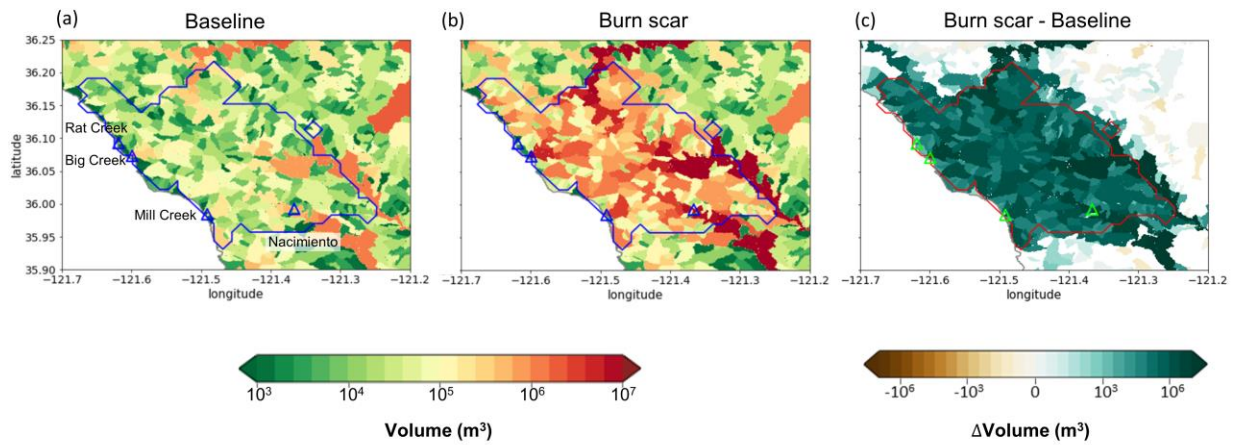 (a) Baseline
(b) Burn scar
(c) Burn scar - Baseline
36.25
36.20
36.15
36.10
36.05
36.00
35.95
35.90
latitude
Rat Creek
Big Creek
Mill Creek
Nacimiento
−121.7 −121.6 −121.5 −121.4 −121.3 −121.2
longitude
−121.7 −121.6 −121.5 −121.4 −121.3 −121.2
longitude
−121.7 −121.6 −121.5 −121.4 −121.3 −121.2
longitude
10³ 10⁴ 10⁵ 10⁶ 10⁷
Volume (m³)
-10⁶ -10³ 0 10³ 10⁶
ΔVolume (m³)